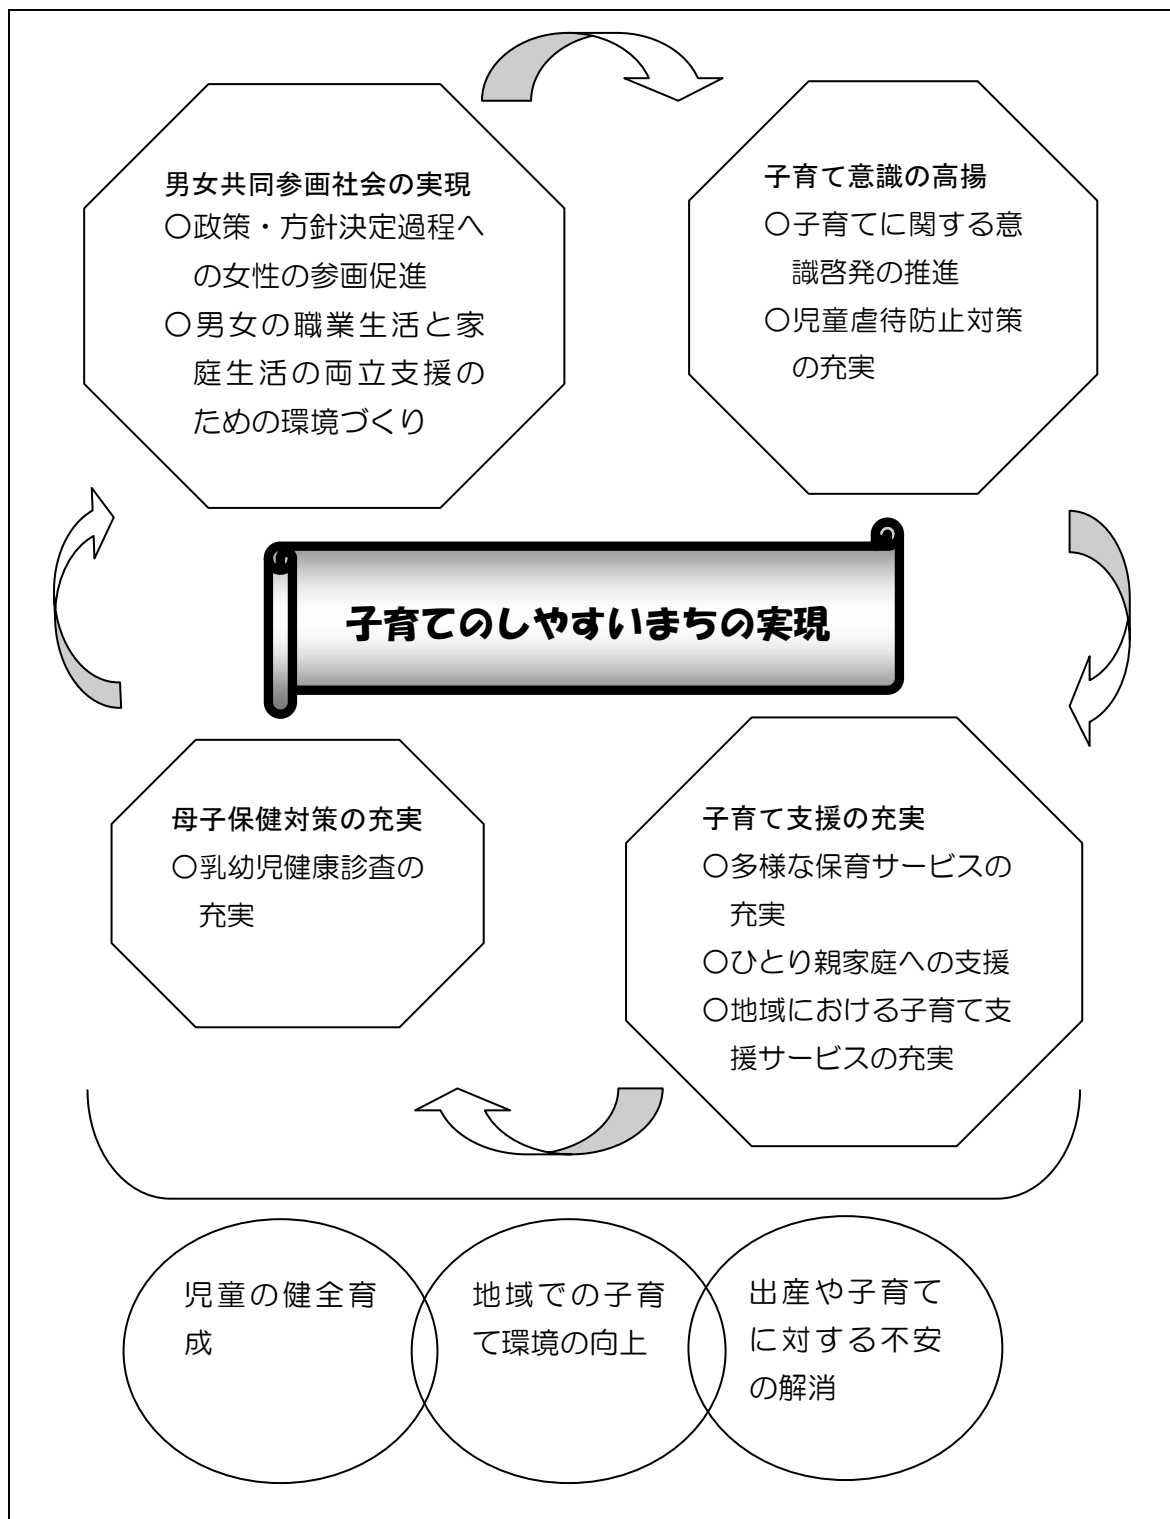 男女共同参画社会の実現
〇政策・方針決定過程へ
の女性の参画促進
〇男女の職業生活と家
庭生活の両立支援の
ための環境づくり
子育て意識の高揚
〇子育てに関する意
識啓発の推進
〇児童虐待防止対策
の充実
子育てのしやすいまちの実現
母子保健対策の充実
〇乳幼児健康診査の
充実
子育て支援の充実
〇多様な保育サービスの
充実
〇ひとり親家庭への支援
〇地域における子育て支
援サービスの充実
児童の健全育
成
地域での子育
て環境の向上
出産や子育て
に対する不安
の解消